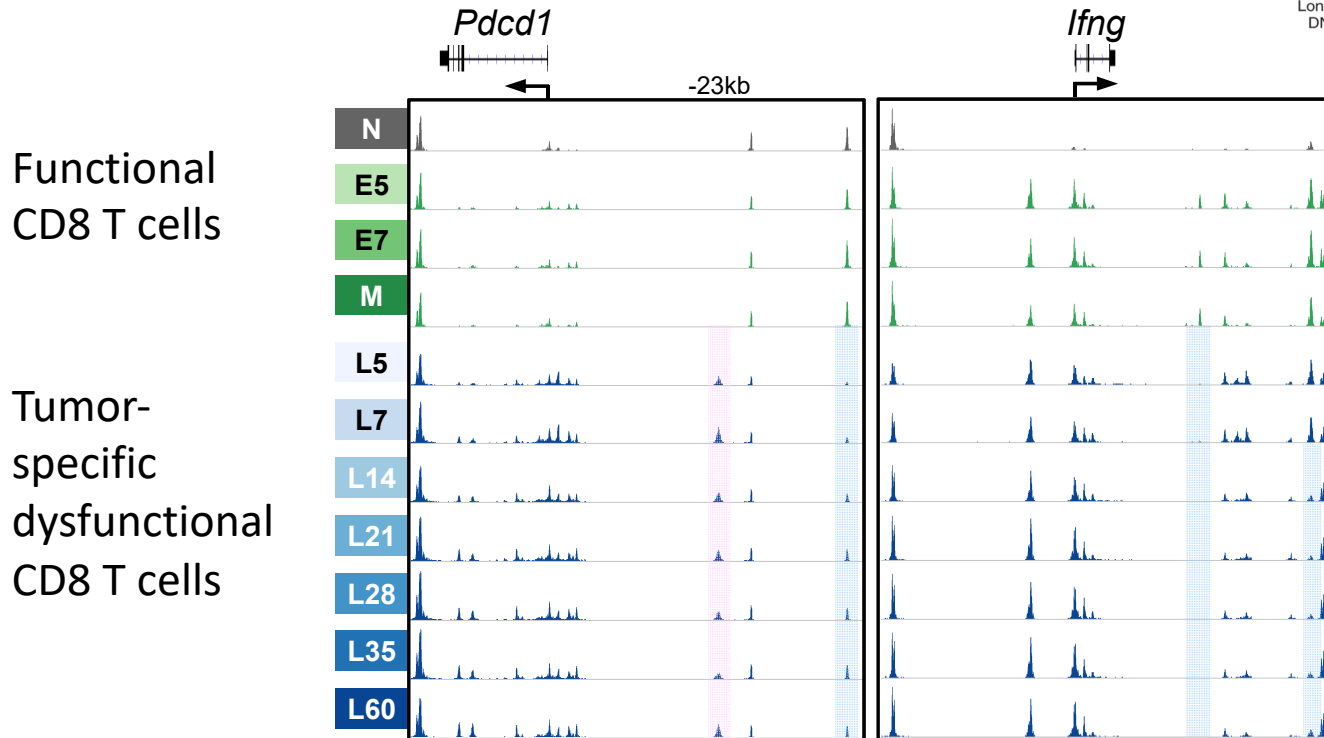 Pdcd1
Ifng
-23kb
N
E5
E7
M
L5
L7
L14
L21
L28
L35
L60
Functional
CD8 T cells
Tumor-
specific
dysfunctional
CD8 T cells